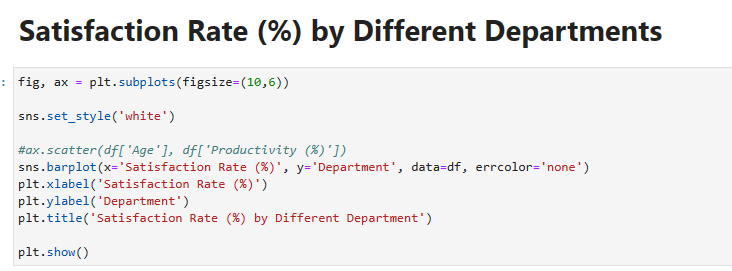 Satisfaction Rate (%) by Different Departments
: fig, ax = plt.subplots(figsize=(10,6))
sns.set_style('white')
#ax.scatter(df['Age'], df['Productivity (%)'])
sns.barplot(x='Satisfaction Rate (%)', y='Department', data=df, errcolor='none')
plt.xlabel('Satisfaction Rate (%)')
plt.ylabel('Department')
plt.title('Satisfaction Rate (%) by Different Department')
plt.show()